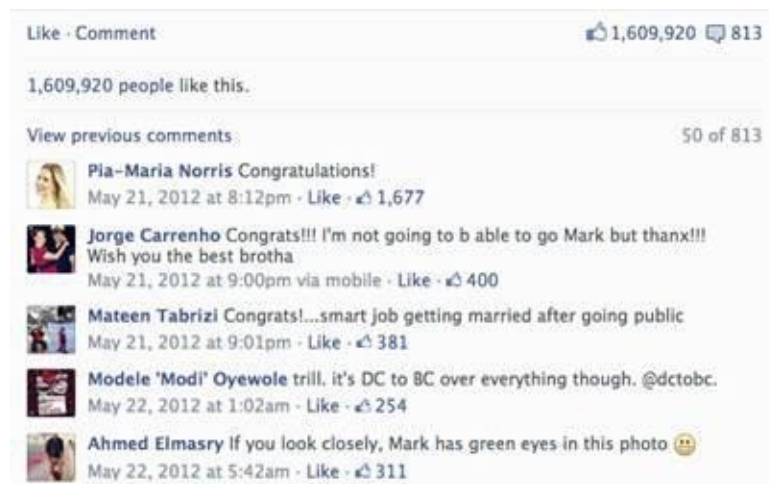 Like · Comment 1,609,920 813
1,609,920 people like this.
View previous comments 50 of 813
Pia-Maria Norris Congratulations!
May 21, 2012 at 8:12pm · Like · 1,677
Jorge Carrenho Congrats!!! I'm not going to b able to go Mark but thanx!!!
Wish you the best brotha
May 21, 2012 at 9:00pm via mobile · Like · 400
Mateen Tabrizi Congrats!...smart job getting married after going public
May 21, 2012 at 9:01pm · Like · 381
Modele 'Modi' Oyewole trill. it's DC to BC over everything though. @dctobc.
May 22, 2012 at 1:02am · Like · 254
Ahmed Elmasry If you look closely, Mark has green eyes in this photo
May 22, 2012 at 5:42am · Like · 311